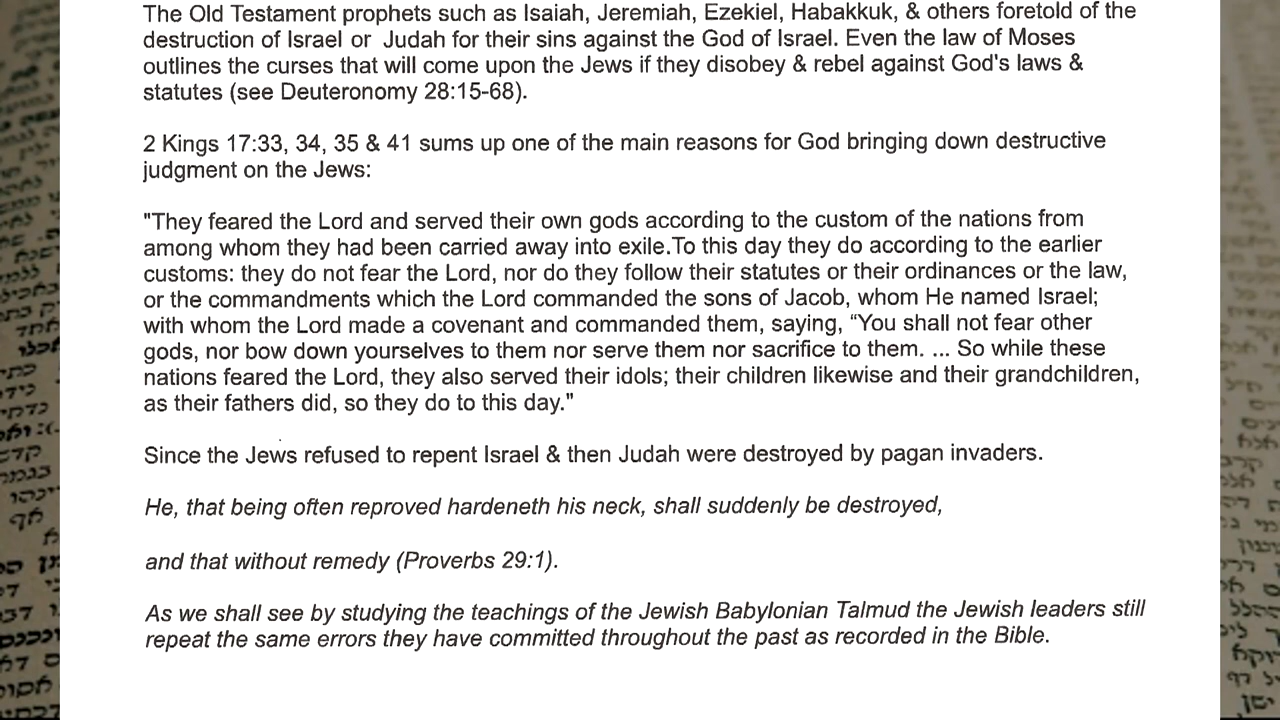 The Old Testament prophets such as Isaiah, Jeremiah, Ezekiel, Habakkuk, & others foretold of the
destruction of Israel or  Judah for their sins against the God of Israel. Even the law of Moses
outlines the curses that will come upon the Jews if they disobey & rebel against God's laws &
statutes (see Deuteronomy 28:15-68).
2 Kings 17:33, 34, 35 & 41 sums up one of the main reasons for God bringing down destructive
judgment on the Jews:
"They feared the Lord and served their own gods according to the custom of the nations from
among whom they had been carried away into exile.To this day they do according to the earlier
customs: they do not fear the Lord, nor do they follow their statutes or their ordinances or the law,
or the commandments which the Lord commanded the sons of Jacob, whom He named Israel;
with whom the Lord made a covenant and commanded them, saying, “You shall not fear other
gods, nor bow down yourselves to them nor serve them nor sacrifice to them. ... So while these
nations feared the Lord, they also served their idols; their children likewise and their grandchildren,
as their fathers did, so they do to this day."
Since the Jews refused to repent Israel & then Judah were destroyed by pagan invaders.
He, that being often reproved hardeneth his neck, shall suddenly be destroyed,
and that without remedy (Proverbs 29:1).
As we shall see by studying the teachings of the Jewish Babylonian Talmud the Jewish leaders still
repeat the same errors they have committed throughout the past as recorded in the Bible.